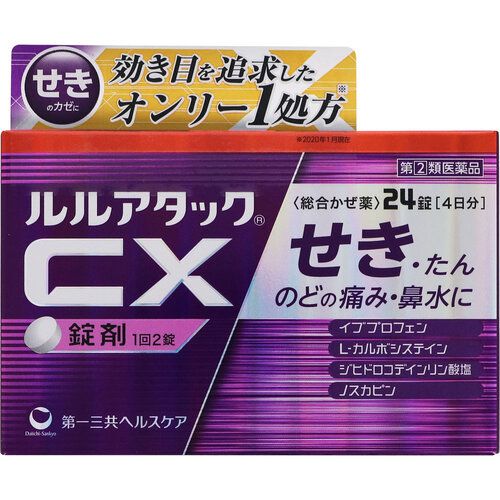 せき
のカゼに
効き目を追求した
オンリー1処方※
※2020年1月現在
指定第②類医薬品
ルルアタック®
CX
〈総合かぜ薬〉24錠[4日分]
せき・たん
のどの痛み・鼻水に
イブプロフェン
L-カルボシステイン
ジヒドロコデインリン酸塩
ノスカピン
錠剤 1回2錠
Daiichi-Sankyo
第一三共ヘルスケア